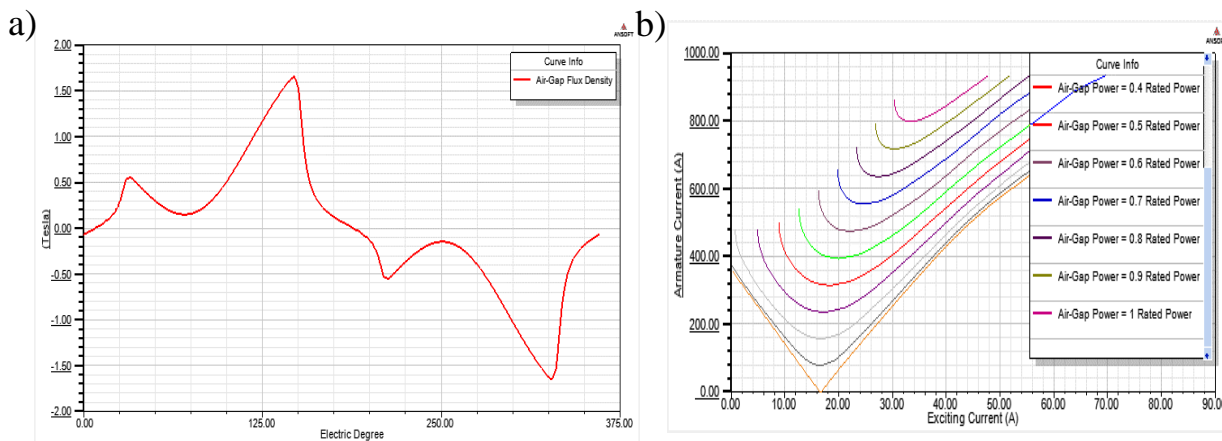 a)
ANSOFT
2.00
1.50
1.00
0.50
0.00
-0.50
-1.00
-1.50
-2.00
(Tesla)
0.00 125.00 250.00 375.00
Electric Degree
Curve Info
Air-Gap Flux Density
b)
ANSOFT
1000.00
800.00
600.00
400.00
200.00
0.00
Armature Current (A)
0.00 10.00 20.00 30.00 40.00 50.00 60.00 70.00 80.00 90.0
Exciting Current (A)
Curve Info
Air-Gap Power = 0.4 Rated Power
Air-Gap Power = 0.5 Rated Power
Air-Gap Power = 0.6 Rated Power
Air-Gap Power = 0.7 Rated Power
Air-Gap Power = 0.8 Rated Power
Air-Gap Power = 0.9 Rated Power
Air-Gap Power = 1 Rated Power